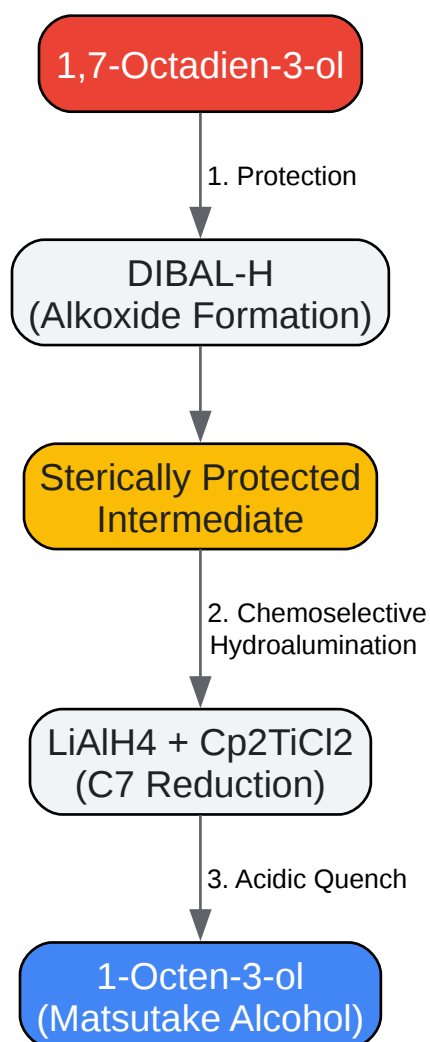 1,7-Octadien-3-ol
1. Protection
DIBAL-H
(Alkoxide Formation)
Sterically Protected
Intermediate
2. Chemoselective
Hydroalumination
LiAlH4 + Cp2TiCl2
(C7 Reduction)
3. Acidic Quench
1-Octen-3-ol
(Matsutake Alcohol)